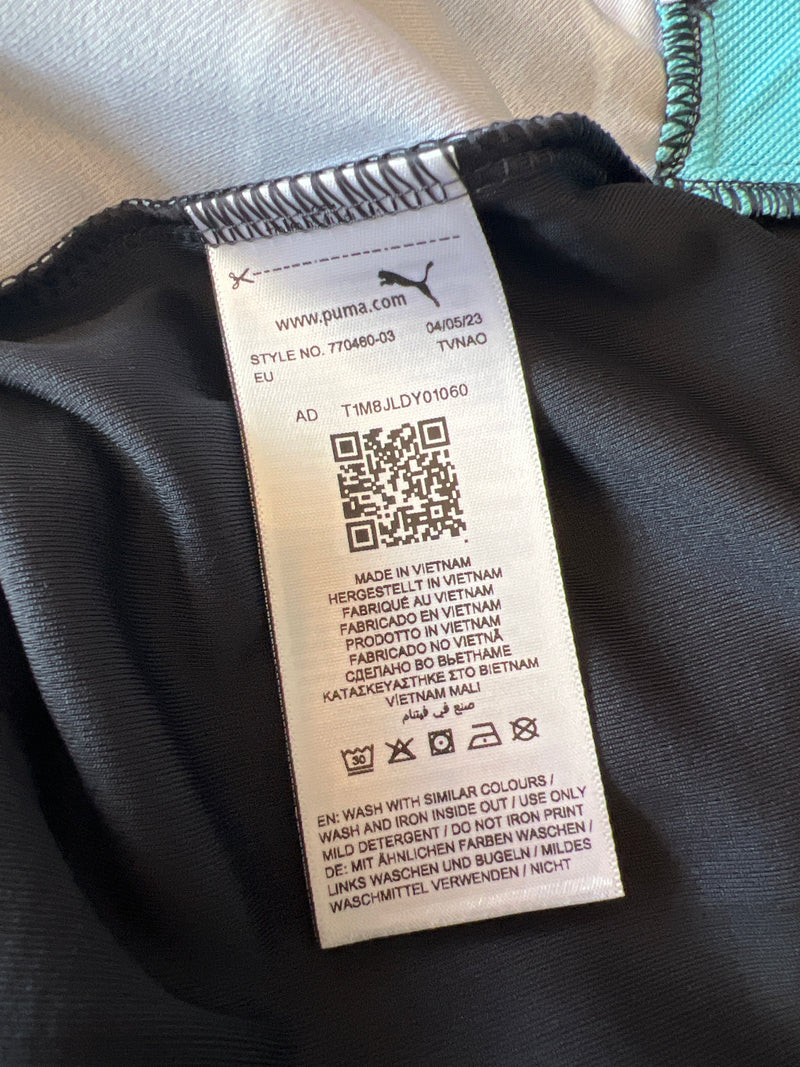 www.puma.com
STYLE NO. 770460-03 04/05/23
EU TVNAO
AD T1M8JLDY01060
MADE IN VIETNAM
HERGESTELLT IN VIETNAM
FABRIQUÉ AU VIETNAM
FABRICADO EN VIETNAM
PRODOTTO IN VIETNAM
FABRICADO NO VIETNÃ
СДЕЛАНО ВО ВЬЕТНАМЕ
ΚΑΤΑΣΚΕΥΑΣΤΗΚΕ ΣΤΟ ΒΙΕΤΝΑΜ
VIETNAM MALI
صنع في فيتنام
30
EN: WASH WITH SIMILAR COLOURS /
WASH AND IRON INSIDE OUT / USE ONLY
MILD DETERGENT / DO NOT IRON PRINT
DE: MIT ÄHNLICHEN FARBEN WASCHEN /
LINKS WASCHEN UND BUGELN / MILDES
WASCHMITTEL VERWENDEN / NICHT